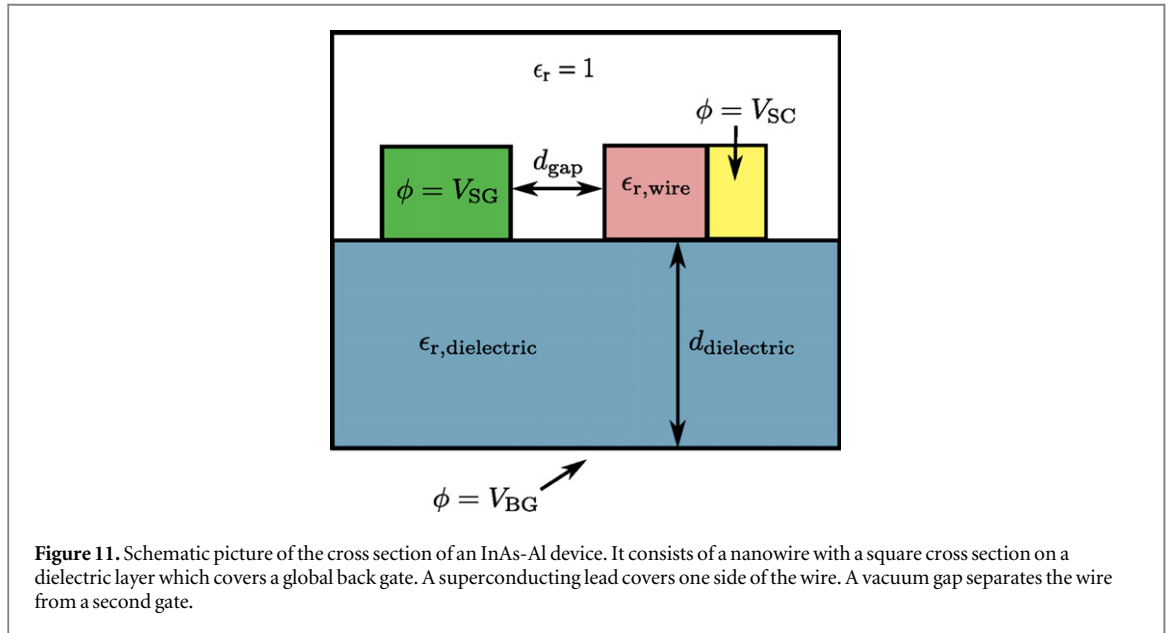 ϵr = 1
ϕ = VSC
dgap
ϕ = VSG
ϵr,wire
ϵr,dielectric
ddielectric
ϕ = VBG
Figure 11. Schematic picture of the cross section of an InAs-Al device. It consists of a nanowire with a square cross section on a
dielectric layer which covers a global back gate. A superconducting lead covers one side of the wire. A vacuum gap separates the wire
from a second gate.